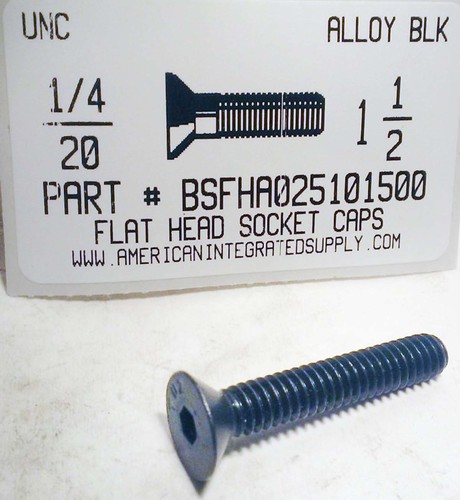 UNC ALLOY BLK
1/4
20
1 1/2
PART # BSFHA025101500
FLAT HEAD SOCKET CAPS
WWW.AMERICANINTEGRATEDSUPPLY.COM